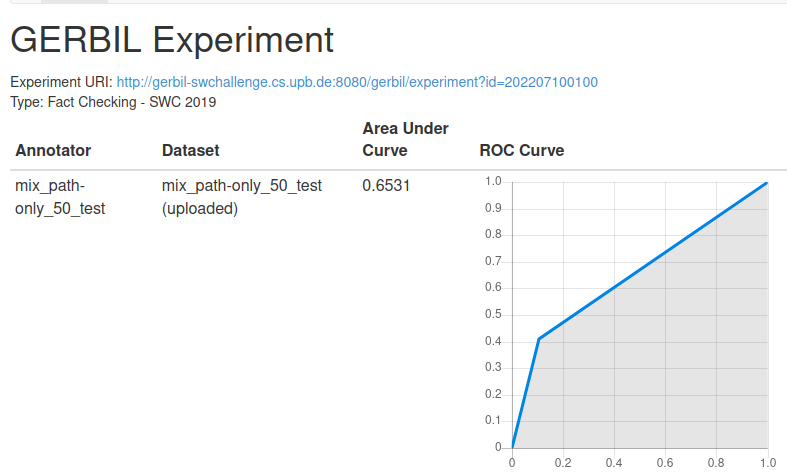 GERBIL Experiment
Experiment URI: http://gerbil-swchallenge.cs.upb.de:8080/gerbil/experiment?id=202207100100
Type: Fact Checking - SWC 2019
Annotator Dataset Area Under Curve ROC Curve
mix_path-only_50_test mix_path-only_50_test (uploaded) 0.6531
1.0
0.9
0.8
0.7
0.6
0.5
0.4
0.3
0.2
0.1
0
0 0.2 0.4 0.6 0.8 1.0